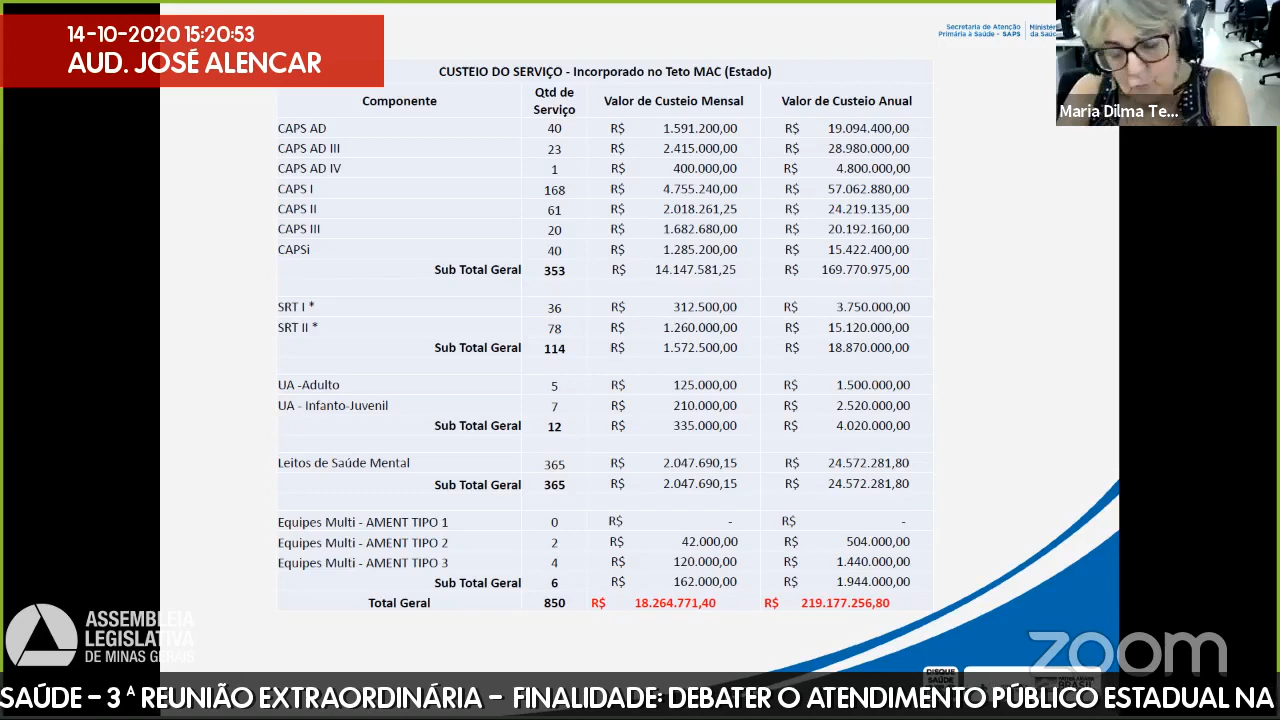 14-10-2020 15:20:53
AUD. JOSÉ ALENCAR
Secretaria de Atenção
Primária à Saúde - SAPS
Ministér
da Saú
Maria Dilma Te...
CUSTEIO DO SERVIÇO - Incorporado no Teto MAC (Estado)
Componente Qtd de Serviço Valor de Custeio Mensal Valor de Custeio Anual
CAPS AD 40 R$ 1.591.200,00 R$ 19.094.400,00
CAPS AD III 23 R$ 2.415.000,00 R$ 28.980.000,00
CAPS AD IV 1 R$ 400.000,00 R$ 4.800.000,00
CAPS I 168 R$ 4.755.240,00 R$ 57.062.880,00
CAPS II 61 R$ 2.018.261,25 R$ 24.219.135,00
CAPS III 20 R$ 1.682.680,00 R$ 20.192.160,00
CAPSi 40 R$ 1.285.200,00 R$ 15.422.400,00
Sub Total Geral 353 R$ 14.147.581,25 R$ 169.770.975,00
SRT I * 36 R$ 312.500,00 R$ 3.750.000,00
SRT II * 78 R$ 1.260.000,00 R$ 15.120.000,00
Sub Total Geral 114 R$ 1.572.500,00 R$ 18.870.000,00
UA -Adulto 5 R$ 125.000,00 R$ 1.500.000,00
UA - Infanto-Juvenil 7 R$ 210.000,00 R$ 2.520.000,00
Sub Total Geral 12 R$ 335.000,00 R$ 4.020.000,00
Leitos de Saúde Mental 365 R$ 2.047.690,15 R$ 24.572.281,80
Sub Total Geral 365 R$ 2.047.690,15 R$ 24.572.281,80
Equipes Multi - AMENT TIPO 1 0 R$ - R$ -
Equipes Multi - AMENT TIPO 2 2 R$ 42.000,00 R$ 504.000,00
Equipes Multi - AMENT TIPO 3 4 R$ 120.000,00 R$ 1.440.000,00
Sub Total Geral 6 R$ 162.000,00 R$ 1.944.000,00
Total Geral 850 R$ 18.264.771,40 R$ 219.177.256,80
ASSEMBLEIA
LEGISLATIVA
DE MINAS GERAIS
zoom
DISQUE
SAÚDE
BRASIL
SAÚDE – 3ª REUNIÃO EXTRAORDINÁRIA – FINALIDADE: DEBATER O ATENDIMENTO PÚBLICO ESTADUAL NA